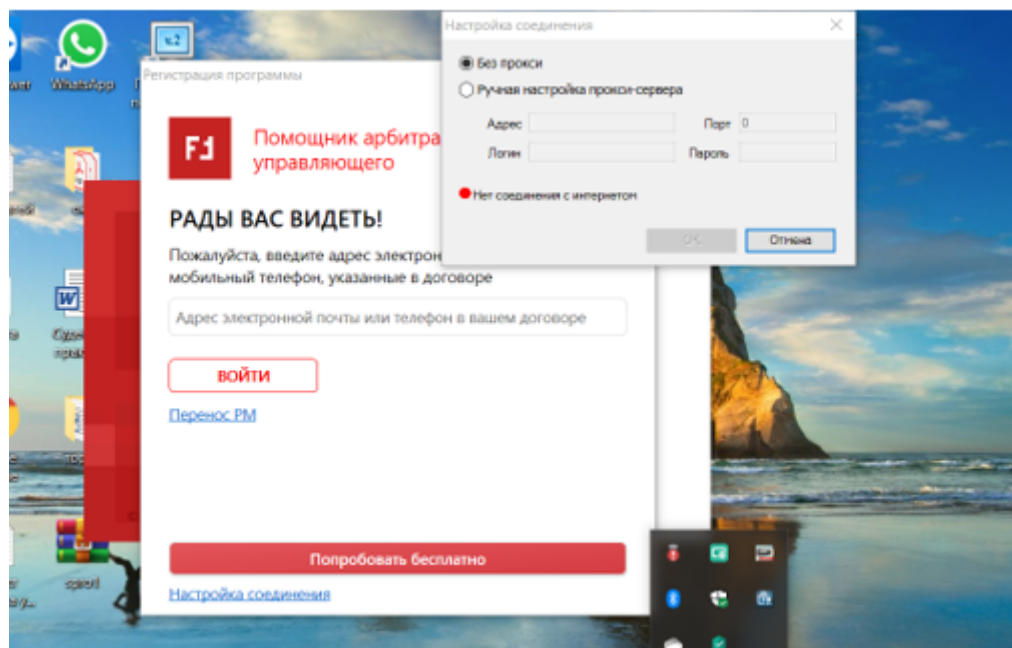 Настройка соединения
Без прокси
Ручная настройка прокси-сервера
Адрес
Порт 0
Логин
Пароль
Нет соединения с интернетом
OK
Отмена
v.2
WhatsApp
Регистрация программы
Помощник арбитра
управляющего
РАДЫ ВАС ВИДЕТЬ!
Пожалуйста, введите адрес электрон
мобильный телефон, указанные в договоре
Адрес электронной почты или телефон в вашем договоре
ВОЙТИ
Перенос РМ
Попробовать бесплатно
Настройка соединения